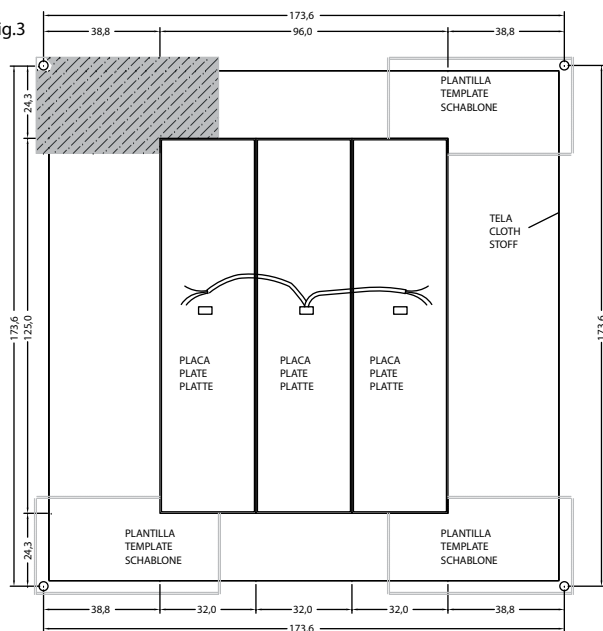 ig.3
173,6
38,8 96,0 38,8
24,3
125,0
173,6
24,3
173,6
PLANTILLA
TEMPLATE
SCHABLONE
TELA
CLOTH
STOFF
PLACA
PLATE
PLATTE
PLACA
PLATE
PLATTE
PLACA
PLATE
PLATTE
PLANTILLA
TEMPLATE
SCHABLONE
PLANTILLA
TEMPLATE
SCHABLONE
38,8 32,0 32,0 32,0 38,8
173,6